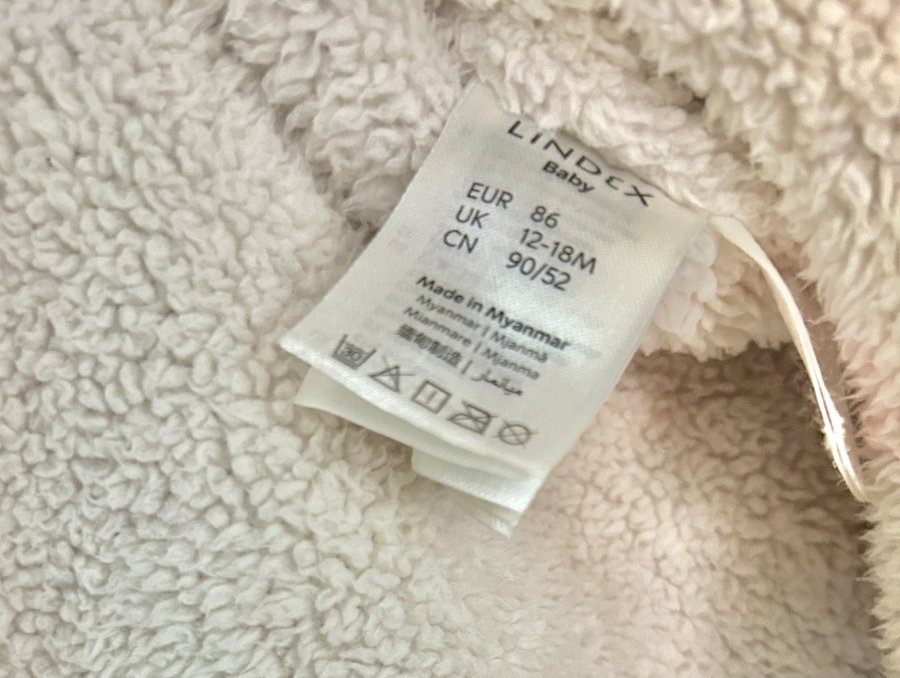 LINDEX
Baby
EUR 86
UK 12-18M
CN 90/52
Made in Myanmar
Myanmar | Mjanmā
Mianmare | Mjanma
缅甸制造 | ميانمار
30